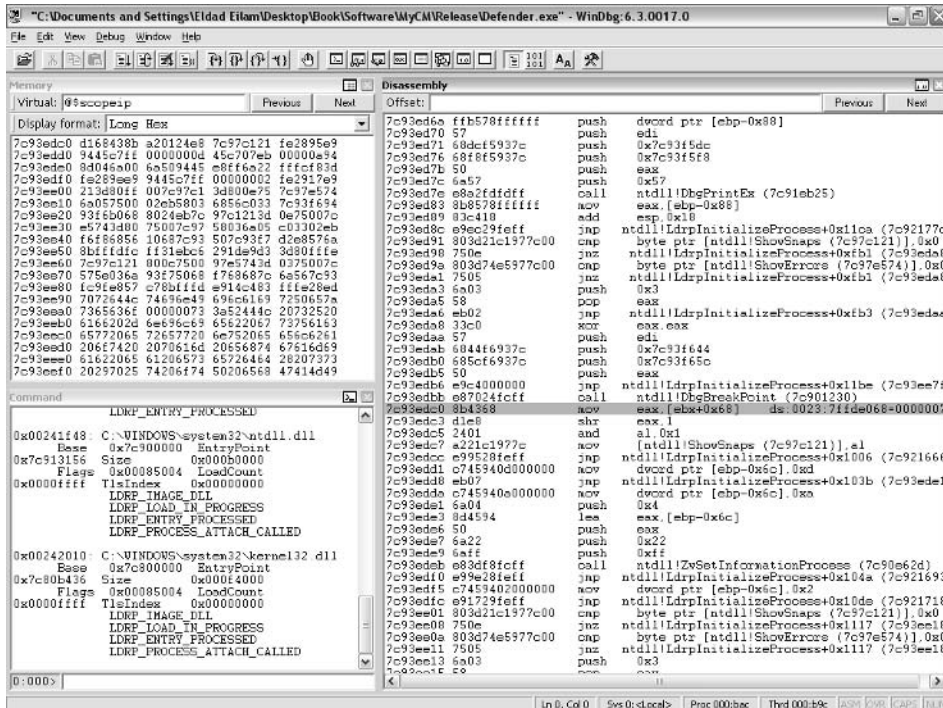 "C:\Documents and Settings\Eldad Eilam\Desktop\Book\Software\MyCM\Release\Defender.exe" - WinDbg:6.3.0017.0
File Edit View Debug Window Help
Memory
Virtual: @$scopeip Previous Next
Display format: Long Hex
7c93edc0 d168438b a20124e8 7c97c121 fe2895e9
7c93edd0 9445c7ff 0000000d 45c707eb 00000a94
7c93ede0 8d046a00 6a509445 e8ff6a22 fffcf83d
7c93edf0 fe289ee9 9445c7ff 00000002 fe2917e9
7c93ee00 213d80ff 007c97c1 3d800e75 7c97e574
7c93ee10 6a057500 02eb5803 6856c033 7c93f694
7c93ee20 93f6b068 8024eb7c 97c1213d 0e75007c
7c93ee30 e5743d80 75007c97 58036a05 c03302eb
7c93ee40 f6f86856 10687c93 507c93f7 d2e8576a
7c93ee50 8bfffdfc ff31ebc6 291de9d3 3d80fffe
7c93ee60 7c97c121 800c7500 97e5743d 0375007c
7c93ee70 575e036a 93f75068 f768687c 6a567c93
7c93ee80 fc9fe857 c78bfffd e914c483 fffe28ed
7c93ee90 7072644c 74696e49 696c6169 7250657a
7c93eea0 7365636f 00000073 3a52444c 20732520
7c93eeb0 6166202d 6e696c69 65622067 73756163
7c93eec0 65772065 72657720 6e752065 656c6261
7c93eed0 206f7420 2070616d 20656874 67616d69
7c93eee0 61622065 61206573 65726464 28207373
7c93eef0 20297025 74206f74 50206568 47414d49
Disassembly
Offset: Previous Next
7c93ed6a ffb578ffffff push dword ptr [ebp-0x88]
7c93ed70 57 push edi
7c93ed71 68dcf5937c push 0x7c93f5dc
7c93ed76 68f8f5937c push 0x7c93f5f8
7c93ed7b 50 push eax
7c93ed7c 6a57 push 0x57
7c93ed7e e8a2fdfdff call ntdll!DbgPrintEx (7c91eb25)
7c93ed83 8b8578ffffff mov eax,[ebp-0x88]
7c93ed89 83c418 add esp,0x18
7c93ed8c e9ec29feff jmp ntdll!LdrpInitializeProcess+0x11ca (7c92177c
7c93ed91 803d21c1977c00 cmp byte ptr [ntdll!ShowSnaps (7c97c121)],0x0
7c93ed98 750e jnz ntdll!LdrpInitializeProcess+0xfb1 (7c93eda8
7c93ed9a 803d74e5977c00 cmp byte ptr [ntdll!ShowErrors (7c97e574)],0x0
7c93eda1 7505 jnz ntdll!LdrpInitializeProcess+0xfb1 (7c93eda8
7c93eda3 6a03 push 0x3
7c93eda5 58 pop eax
7c93eda6 eb02 jmp ntdll!LdrpInitializeProcess+0xfb3 (7c93edaa
7c93eda8 33c0 xor eax,eax
7c93edaa 57 push edi
7c93edab 6844f6937c push 0x7c93f644
7c93edb0 685cf6937c push 0x7c93f65c
7c93edb5 50 push eax
7c93edb6 e9c4000000 jmp ntdll!LdrpInitializeProcess+0x11be (7c93ee7f
7c93edbb e87024fcff call ntdll!DbgBreakPoint (7c901230)
7c93edc0 8b4368 mov eax,[ebx+0x68] ds:0023:7ffde068=0000007
7c93edc3 d1e8 shr eax,1
7c93edc5 2401 and al,0x1
7c93edc7 a221c1977c mov [ntdll!ShowSnaps (7c97c121)],al
7c93edcc e99528feff jmp ntdll!LdrpInitializeProcess+0x1006 (7c921666
7c93edd1 c745940d000000 mov dword ptr [ebp-0x6c],0xd
7c93edd8 eb07 jmp ntdll!LdrpInitializeProcess+0x103b (7c93ede1
7c93edda c745940a000000 mov dword ptr [ebp-0x6c],0xa
7c93ede1 6a04 push 0x4
7c93ede3 8d4594 lea eax,[ebp-0x6c]
7c93ede6 50 push eax
7c93ede7 6a22 push 0x22
7c93ede9 6aff push 0xff
7c93edeb e83df8fcff call ntdll!ZwSetInformationProcess (7c90e62d)
7c93edf0 e99e28feff jmp ntdll!LdrpInitializeProcess+0x104a (7c921693
7c93edf5 c7459402000000 mov dword ptr [ebp-0x6c],0x2
7c93edfc e91729feff jmp ntdll!LdrpInitializeProcess+0x10de (7c921718
7c93ee01 803d21c1977c00 cmp byte ptr [ntdll!ShowSnaps (7c97c121)],0x0
7c93ee08 750e jnz ntdll!LdrpInitializeProcess+0x1117 (7c93ee18
7c93ee0a 803d74e5977c00 cmp byte ptr [ntdll!ShowErrors (7c97e574)],0x0
7c93ee11 7505 jnz ntdll!LdrpInitializeProcess+0x1117 (7c93ee18
7c93ee13 6a03 push 0x3
Command
LDRP_ENTRY_PROCESSED
0x00241f48: C:\WINDOWS\system32\ntdll.dll
Base 0x7c900000 EntryPoint
0x7c913156 Size 0x000b0000
Flags 0x00085004 LoadCount
0x0000ffff TlsIndex 0x00000000
LDRP_IMAGE_DLL
LDRP_LOAD_IN_PROGRESS
LDRP_ENTRY_PROCESSED
LDRP_PROCESS_ATTACH_CALLED
0x00242010: C:\WINDOWS\system32\kernel32.dll
Base 0x7c800000 EntryPoint
0x7c80b436 Size 0x000f4000
Flags 0x00085004 LoadCount
0x0000ffff TlsIndex 0x00000000
LDRP_IMAGE_DLL
LDRP_LOAD_IN_PROGRESS
LDRP_ENTRY_PROCESSED
LDRP_PROCESS_ATTACH_CALLED
0:000>
Ln 0, Col 0 Sys 0:<Local> Proc 000:bac Thrd 000:b9c ASM OVR CAPS NUM